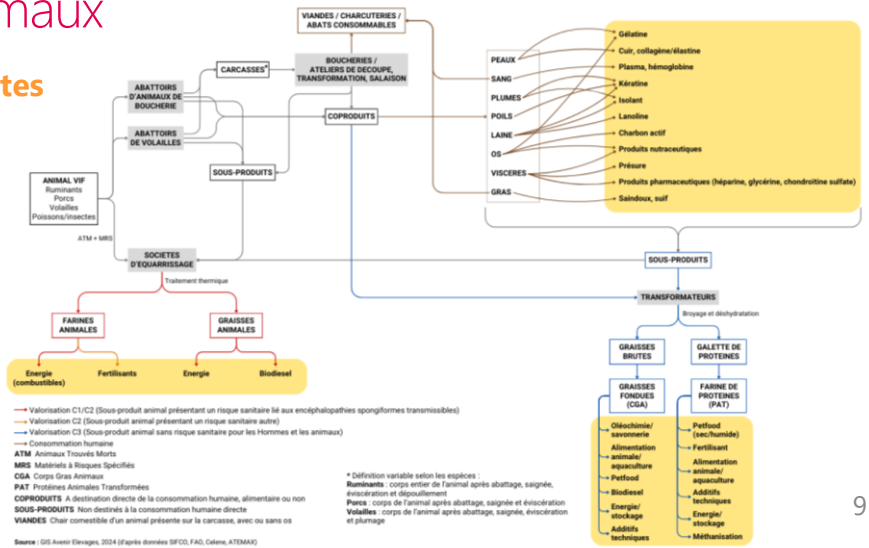 maux
tes
VIANDES / CHARCUTERIES /
ABATS CONSOMMABLES
CARCASSES*
BOUCHERIES /
ATELIERS DE DECOUPE,
TRANSFORMATION, SALAISON
ABATTOIRS
D'ANIMAUX DE
BOUCHERIE
ABATTOIRS
DE VOLAILLES
COPRODUITS
SOUS-PRODUITS
ANIMAL VIF
Ruminants
Porcs
Volailles
Poissons/insectes
ATM + MRS
SOCIETES
D'EQUARRISSAGE
Traitement thermique
FARINES
ANIMALES
GRAISSES
ANIMALES
Energie
(combustibles)
Fertilisants
Energie
Biodiesel
PEAUX
SANG
PLUMES
POILS
LAINE
OS
VISCERES
GRAS
Gélatine
Cuir, collagène/élastine
Plasma, hémoglobine
Kératine
Isolant
Lanoline
Charbon actif
Produits nutraceutiques
Présure
Produits pharmaceutiques (héparine, glycérine, chondroitine sulfate)
Saindoux, suif
SOUS-PRODUITS
TRANSFORMATEURS
Broyage et déshydratation
GRAISSES
BRUTES
GALETTE DE
PROTEINES
GRAISSES
FONDUES
(CGA)
FARINE DE
PROTEINES
(PAT)
Oléochimie/
savonnerie
Alimentation
animale/
aquaculture
Petfood
Biodiesel
Energie/
stockage
Additifs
techniques
Petfood
(sec/humide)
Fertilisant
Alimentation
animale/
aquaculture
Additifs
techniques
Energie/
stockage
Méthanisation
Valorisation C1/C2 (Sous-produit animal présentant un risque sanitaire lié aux encéphalopathies spongiformes transmissibles)
Valorisation C2 (Sous-produit animal présentant un risque sanitaire autre)
Valorisation C3 (Sous-produit animal sans risque sanitaire pour les Hommes et les animaux)
Consommation humaine
ATM Animaux Trouvés Morts
MRS Matériels à Risques Spécifiés
CGA Corps Gras Animaux
PAT Protéines Animales Transformées
COPRODUITS A destination directe de la consommation humaine, alimentaire ou non
SOUS-PRODUITS Non destinés à la consommation humaine directe
VIANDES Chair comestible d'un animal présente sur la carcasse, avec ou sans os
* Définition variable selon les espèces :
Ruminants : corps entier de l'animal après abattage, saignée,
éviscération et dépouillement
Porcs : corps de l'animal après abattage, saignée et éviscération
Volailles : corps de l'animal après abattage, saignée, éviscération
et plumage
Source : GIS Avenir Elevages, 2024 (d'après données SIFCO, FAO, Celene, ATEMAX)
9